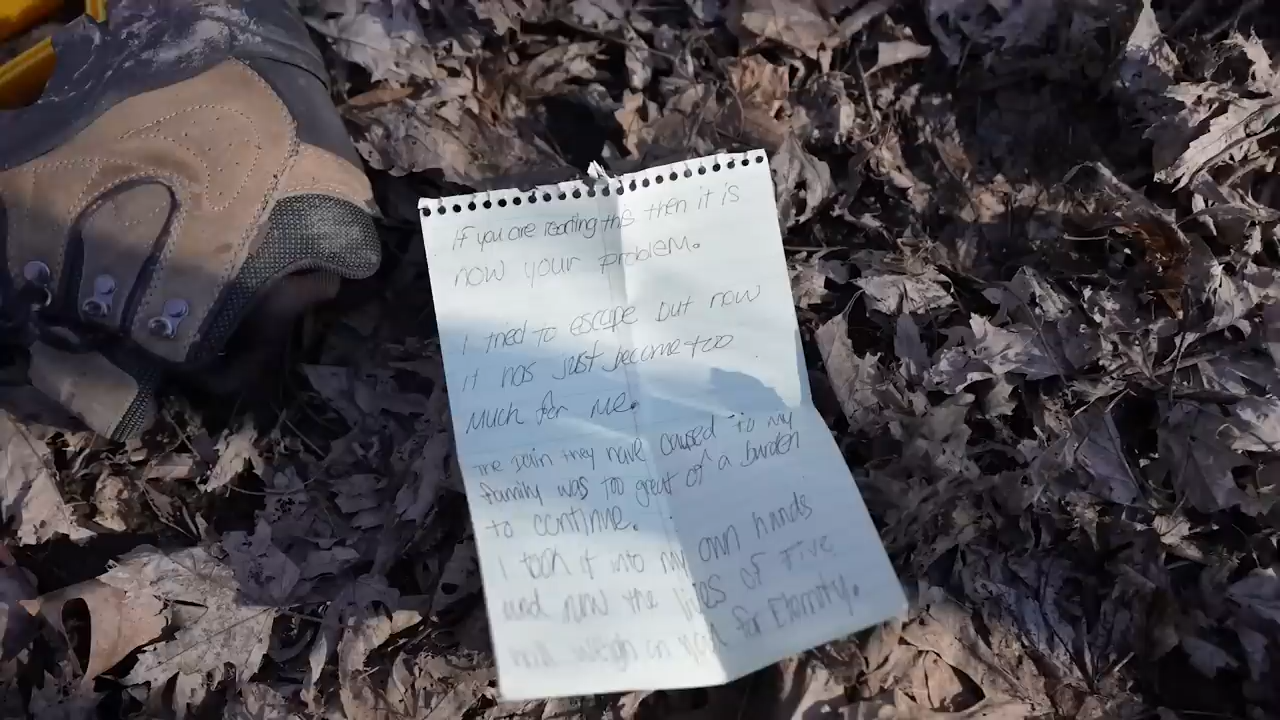 If you are reading this then it is
now your problem.
I tried to escape but now
it has just become too
much for me.
The pain they have caused to my
family was too great of a burden
to continue.
I took it into my own hands
and now the lives of five
will weigh on you for Eternity.